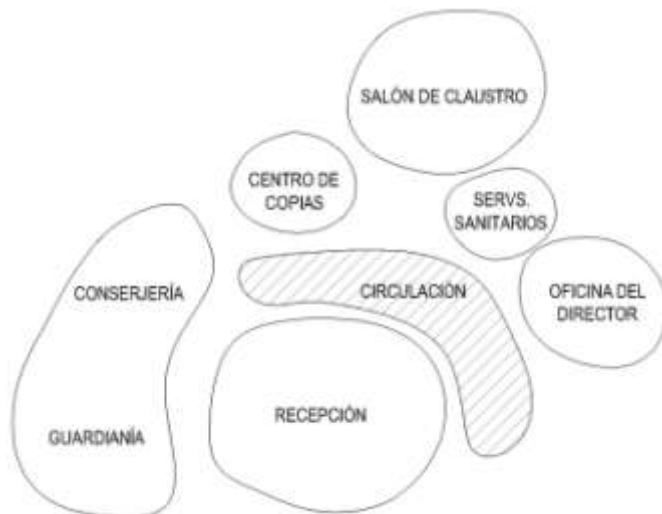 SALÓN DE CLAUSTRO
CENTRO DE
COPIAS
SERVS.
SANITARIOS
CONSERJERÍA
CIRCULACIÓN
OFICINA DEL
DIRECTOR
RECEPCIÓN
GUARDIANÍA